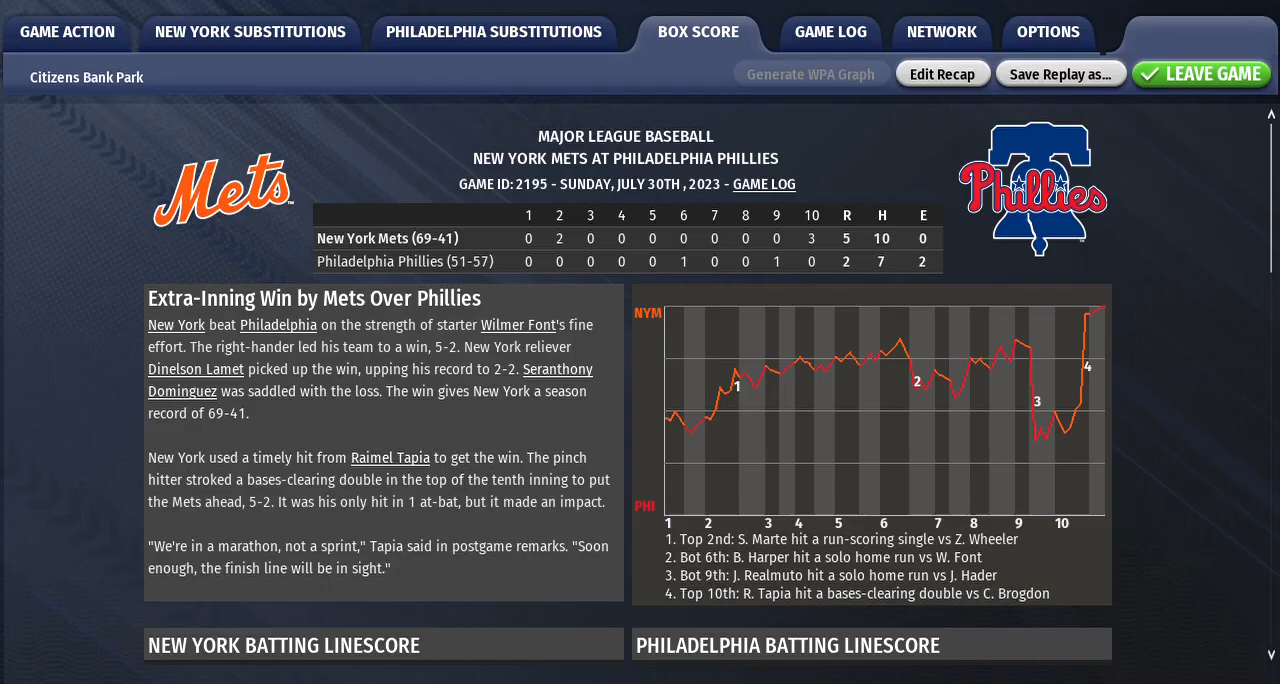 GAME ACTION NEW YORK SUBSTITUTIONS PHILADELPHIA SUBSTITUTIONS BOX SCORE GAME LOG NETWORK OPTIONS
Citizens Bank Park Generate WPA Graph Edit Recap Save Replay as... LEAVE GAME
MAJOR LEAGUE BASEBALL
NEW YORK METS AT PHILADELPHIA PHILLIES
GAME ID: 2195 - SUNDAY, JULY 30TH , 2023 - GAME LOG
Mets
Phillies
1 2 3 4 5 6 7 8 9 10 R H E
New York Mets (69-41) 0 2 0 0 0 0 0 0 0 3 5 10 0
Philadelphia Phillies (51-57) 0 0 0 0 0 1 0 0 1 0 2 7 2
Extra-Inning Win by Mets Over Phillies
New York beat Philadelphia on the strength of starter Wilmer Font's fine
effort. The right-hander led his team to a win, 5-2. New York reliever
Dinelson Lamet picked up the win, upping his record to 2-2. Seranthony
Dominguez was saddled with the loss. The win gives New York a season
record of 69-41.
New York used a timely hit from Raimel Tapia to get the win. The pinch
hitter stroked a bases-clearing double in the top of the tenth inning to put
the Mets ahead, 5-2. It was his only hit in 1 at-bat, but it made an impact.
"We're in a marathon, not a sprint," Tapia said in postgame remarks. "Soon
enough, the finish line will be in sight."
NYM
1
2
3
4
PHI
1 2 3 4 5 6 7 8 9 10
1. Top 2nd: S. Marte hit a run-scoring single vs Z. Wheeler
2. Bot 6th: B. Harper hit a solo home run vs W. Font
3. Bot 9th: J. Realmuto hit a solo home run vs J. Hader
4. Top 10th: R. Tapia hit a bases-clearing double vs C. Brogdon
NEW YORK BATTING LINESCORE
PHILADELPHIA BATTING LINESCORE